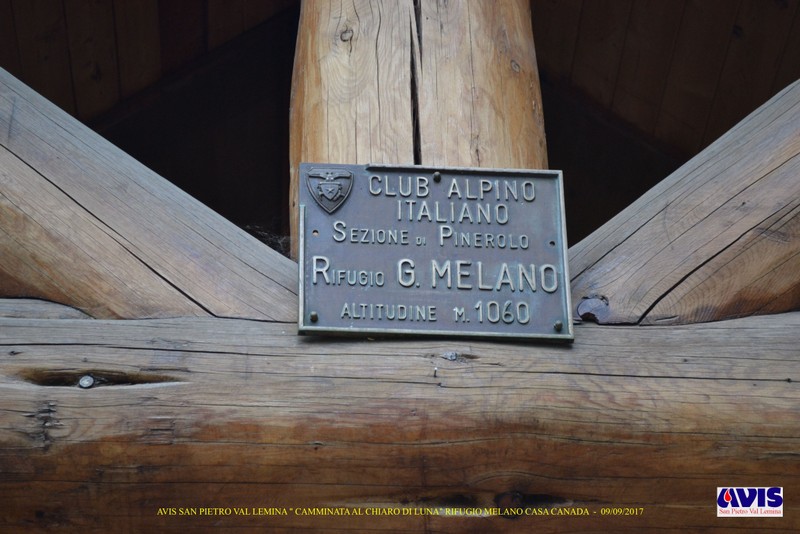 CLUB ALPINO
ITALIANO
SEZIONE DI PINEROLO
RIFUGIO G. MELANO
ALTITUDINE M. 1060
AVIS SAN PIETRO VAL LEMINA " CAMMINATA AL CHIARO DI LUNA" RIFUGIO MELANO CASA CANADA - 09/09/2017
AVIS
San Pietro Val Lemina